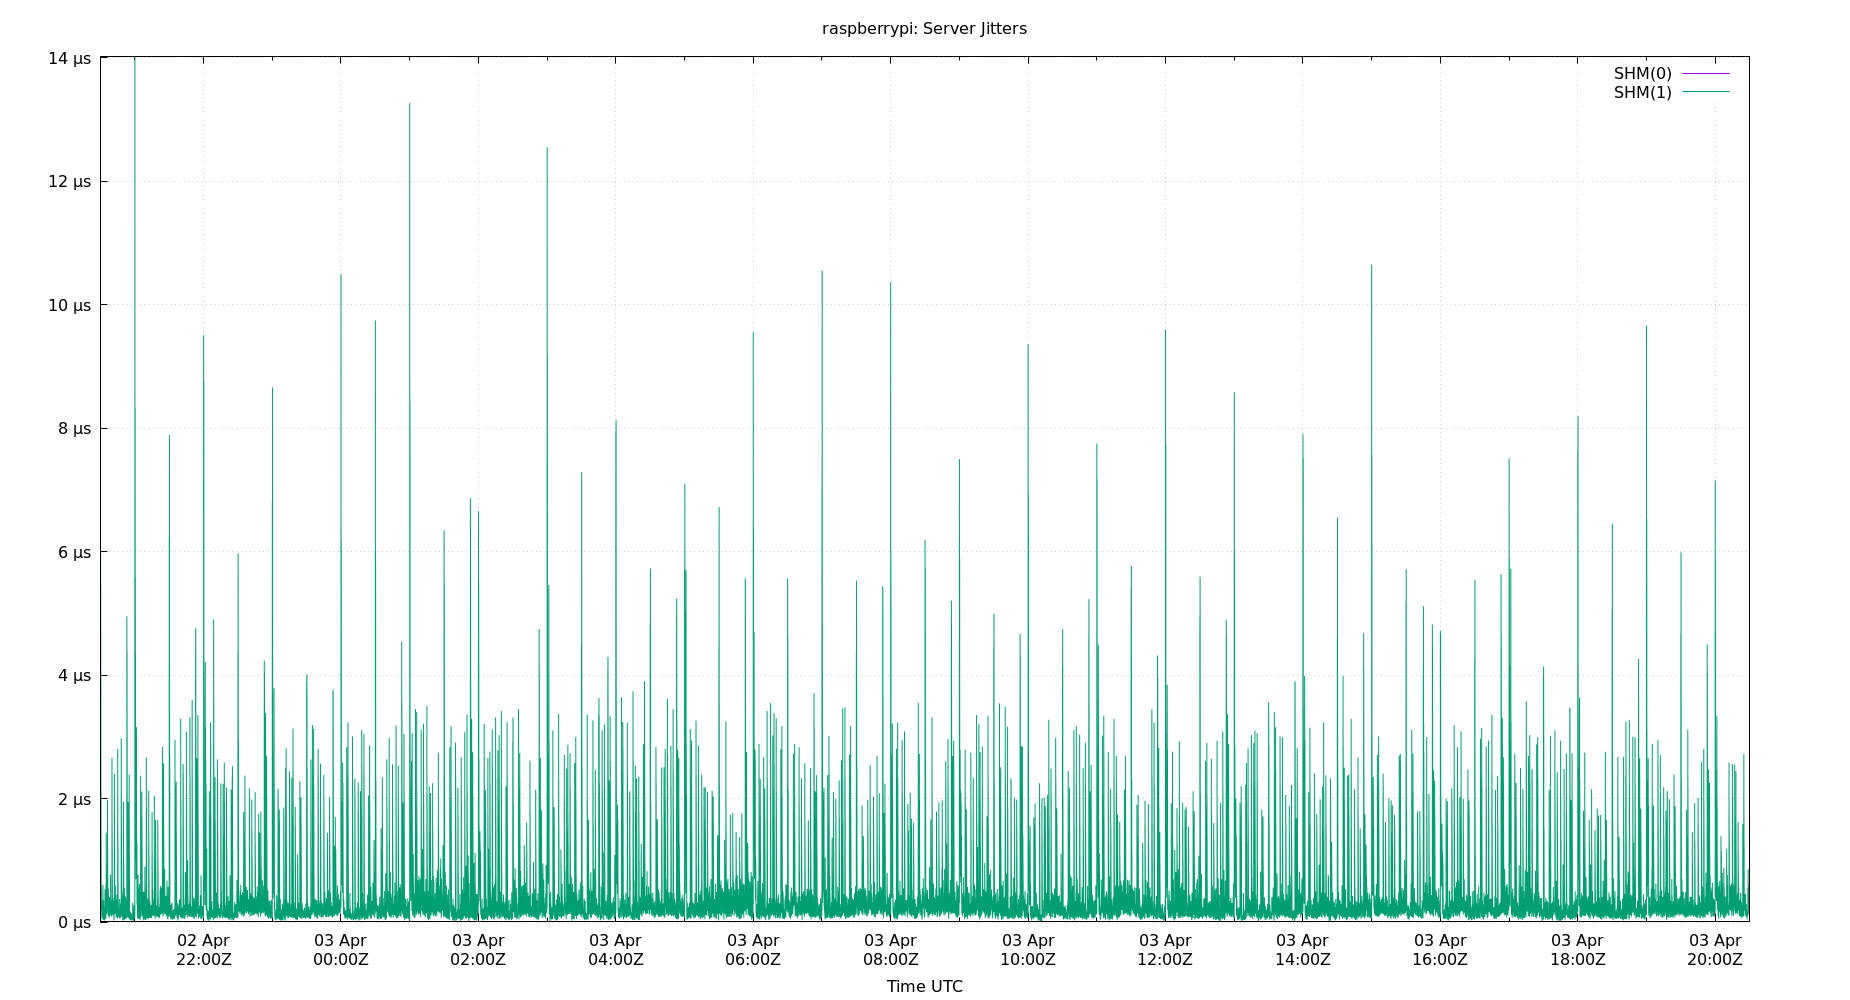 raspberrypi: Server Jitters
14 µs
12 µs
10 µs
8 µs
6 µs
4 µs
2 µs
0 µs
SHM(0)
SHM(1)
02 Apr
22:00Z
03 Apr
00:00Z
03 Apr
02:00Z
03 Apr
04:00Z
03 Apr
06:00Z
03 Apr
08:00Z
03 Apr
10:00Z
03 Apr
12:00Z
03 Apr
14:00Z
03 Apr
16:00Z
03 Apr
18:00Z
03 Apr
20:00Z
Time UTC